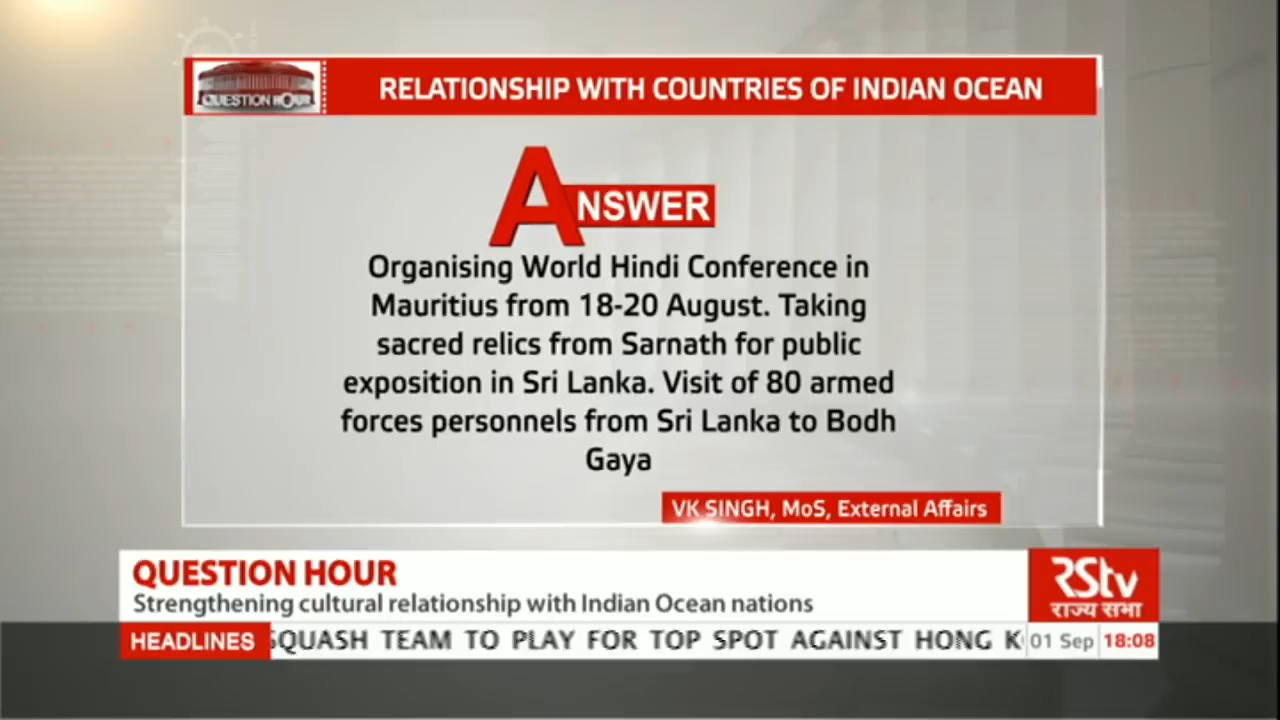 QUESTION HOUR
RELATIONSHIP WITH COUNTRIES OF INDIAN OCEAN
ANSWER
Organising World Hindi Conference in
Mauritius from 18-20 August. Taking
sacred relics from Sarnath for public
exposition in Sri Lanka. Visit of 80 armed
forces personnels from Sri Lanka to Bodh
Gaya
VK SINGH, MoS, External Affairs
QUESTION HOUR
Strengthening cultural relationship with Indian Ocean nations
RStv
राज्य सभा
HEADLINES SQUASH TEAM TO PLAY FOR TOP SPOT AGAINST HONG 01 Sep 18:08